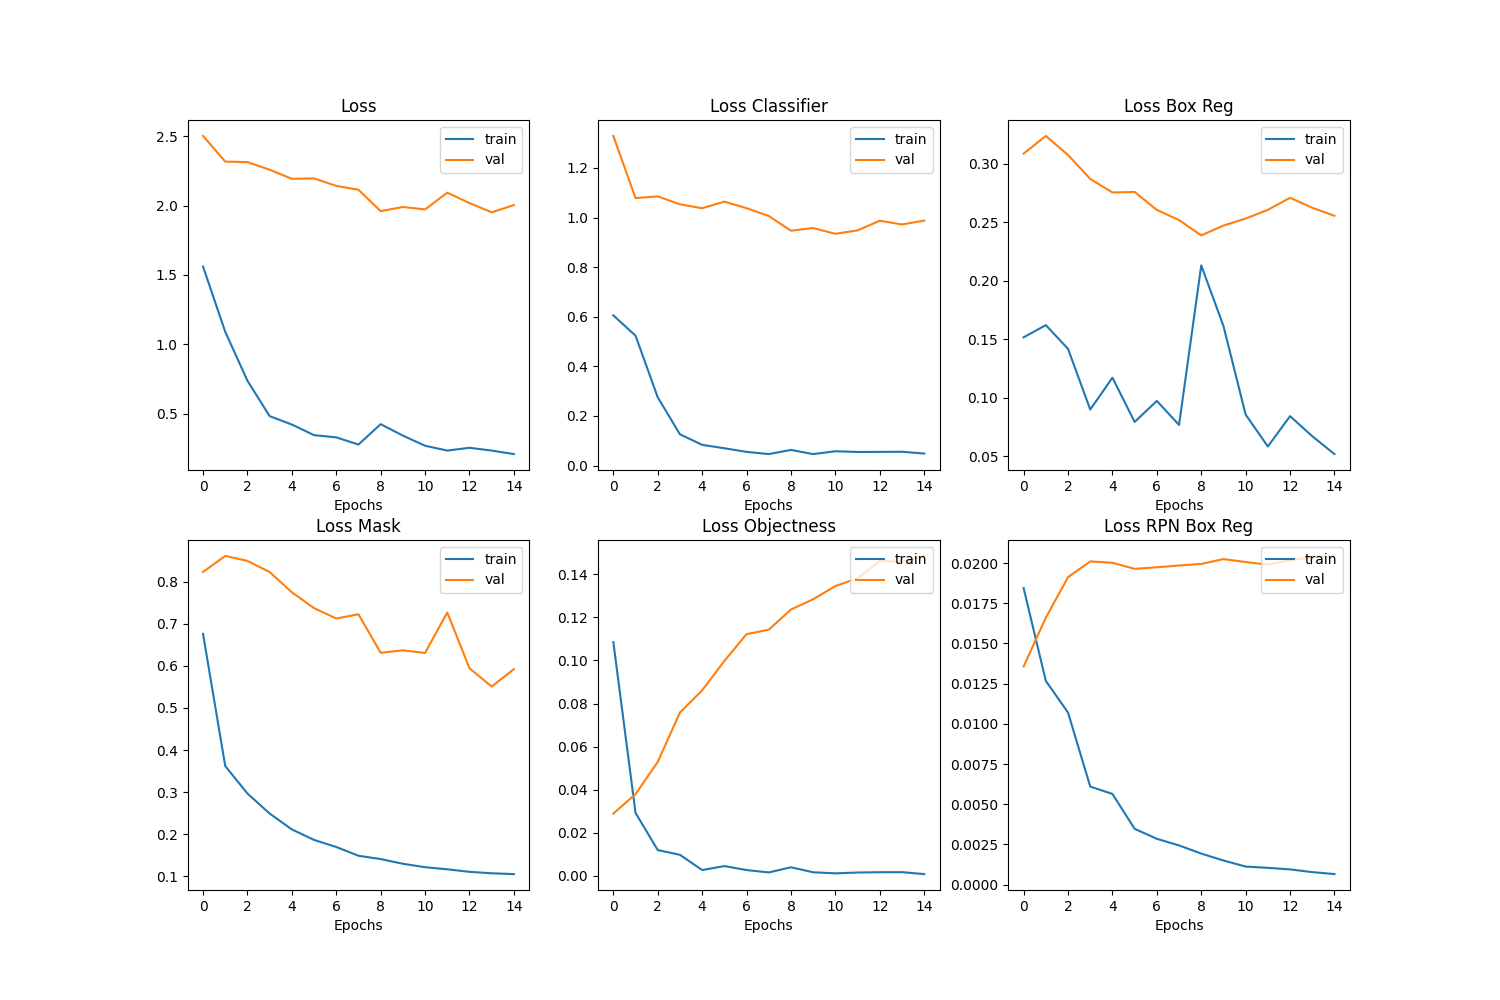 Loss
Loss Classifier
Loss Box Reg
train
val
2.5
2.0
1.5
1.0
0.5
0 2 4 6 8 10 12 14
Epochs
train
val
1.2
1.0
0.8
0.6
0.4
0.2
0.0
0 2 4 6 8 10 12 14
Epochs
train
val
0.30
0.25
0.20
0.15
0.10
0.05
0 2 4 6 8 10 12 14
Epochs
Loss Mask
Loss Objectness
Loss RPN Box Reg
train
val
0.8
0.7
0.6
0.5
0.4
0.3
0.2
0.1
0 2 4 6 8 10 12 14
Epochs
train
val
0.14
0.12
0.10
0.08
0.06
0.04
0.02
0.00
0 2 4 6 8 10 12 14
Epochs
train
val
0.0200
0.0175
0.0150
0.0125
0.0100
0.0075
0.0050
0.0025
0.0000
0 2 4 6 8 10 12 14
Epochs